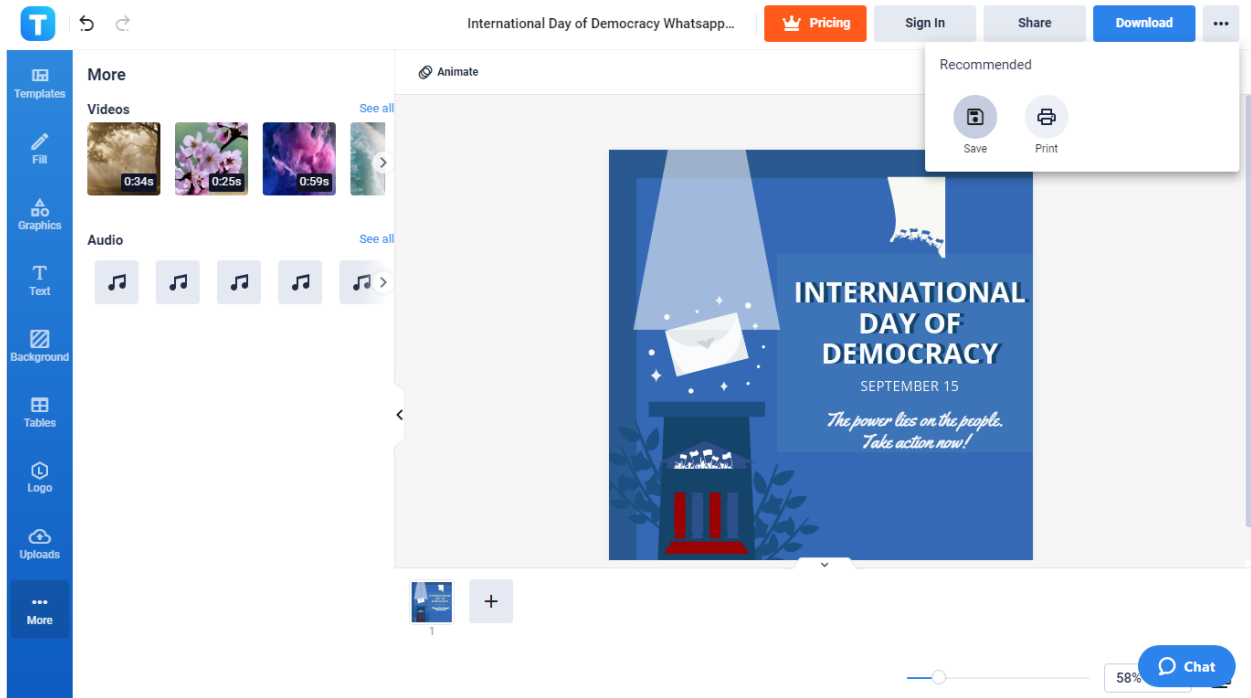 T
International Day of Democracy Whatsapp...
Pricing
Sign In
Share
Download
Recommended
Save
Print
Templates
Fill
Graphics
Text
Background
Tables
Logo
Uploads
More
More
Videos
See all
0:34s
0:25s
0:59s
Audio
See all
Animate
INTERNATIONAL
DAY OF
DEMOCRACY
SEPTEMBER 15
The power lies on the people.
Take action now!
1
58%
Chat